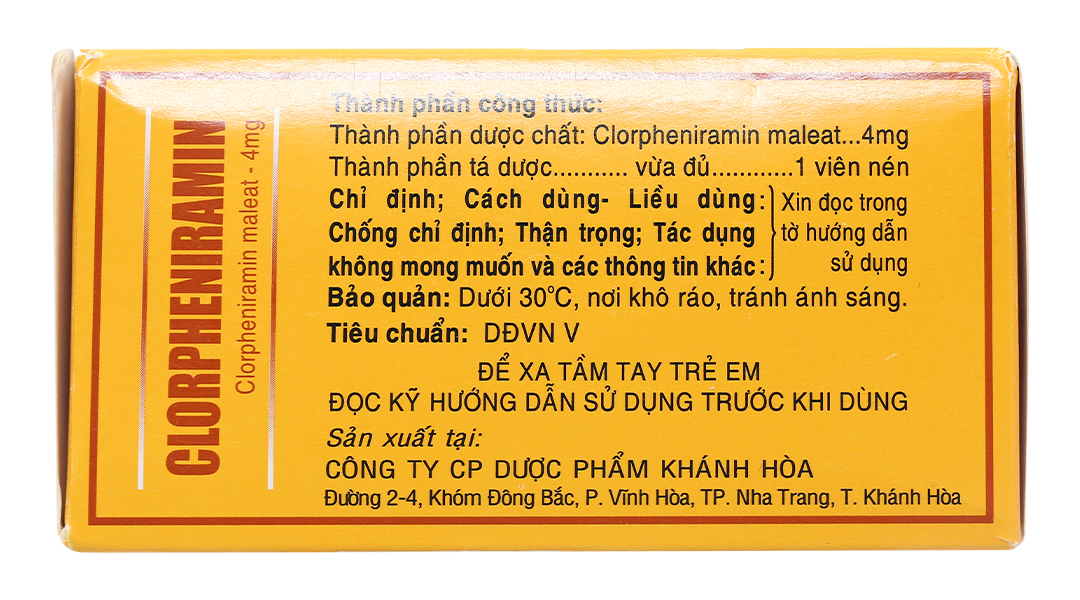 CLORPHENIRAMIN
Clorpheniramin maleat - 4mg
Thành phần công thức:
Thành phần dược chất: Clorpheniramin maleat...4mg
Thành phần tá dược........... vừa đủ............1 viên nén
Chỉ định; Cách dùng- Liều dùng:
Chống chỉ định; Thận trọng; Tác dụng
không mong muốn và các thông tin khác:
Xin đọc trong
tờ hướng dẫn
sử dụng
Bảo quản: Dưới 30°C, nơi khô ráo, tránh ánh sáng.
Tiêu chuẩn: DĐVN V
ĐỂ XA TẦM TAY TRẺ EM
ĐỌC KỸ HƯỚNG DẪN SỬ DỤNG TRƯỚC KHI DÙNG
Sản xuất tại:
CÔNG TY CP DƯỢC PHẨM KHÁNH HÒA
Đường 2-4, Khóm Đông Bắc, P. Vĩnh Hòa, TP. Nha Trang, T. Khánh Hòa